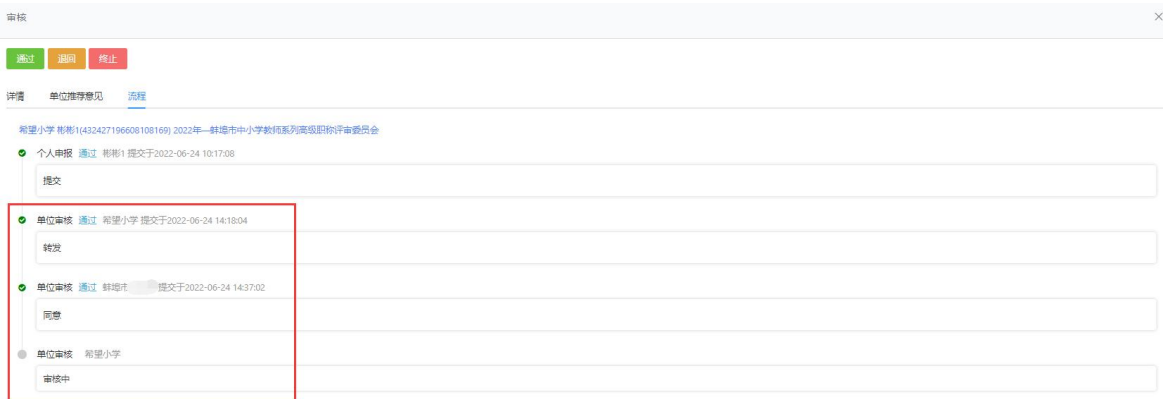 审核
通过 退回 终止
详情 单位推荐意见 流程
希望小学 彬彬1(432427196608108169) 2022年—蚌埠市中小学教师系列高级职称评审委员会
个人申报 通过 彬彬1 提交于2022-06-24 10:17:08
提交
单位审核 通过 希望小学 提交于2022-06-24 14:18:04
转发
单位审核 通过 蚌埠市 提交于2022-06-24 14:37:02
同意
单位审核 希望小学
审核中